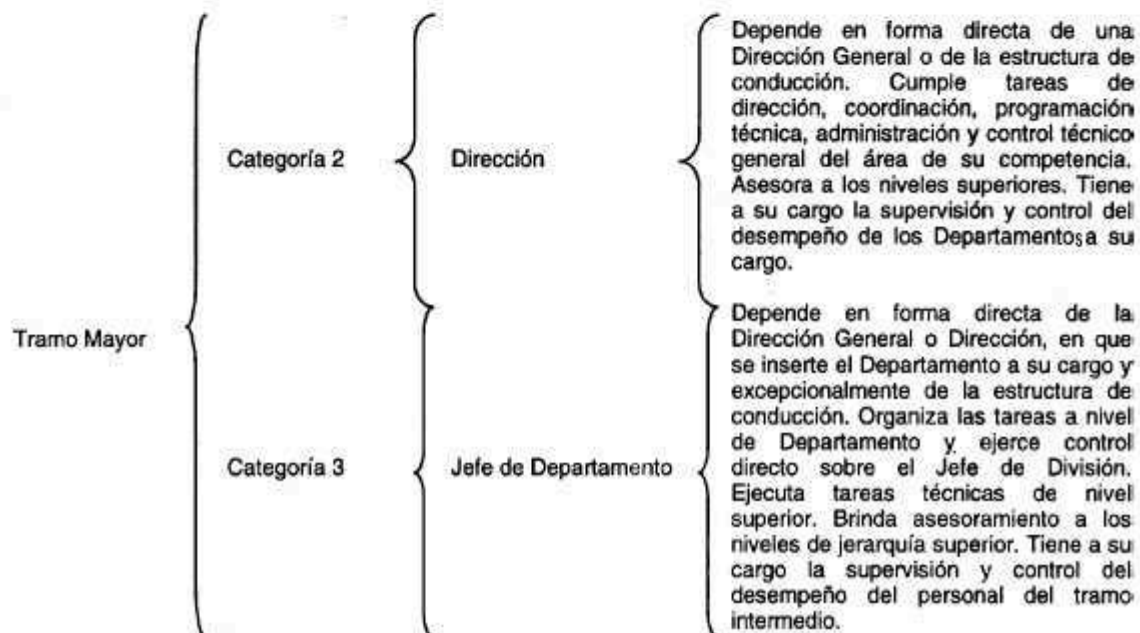 Tramo Mayor
Categoría 2
Dirección
Depende en forma directa de una
Dirección General o de la estructura de
conducción. Cumple tareas de
dirección, coordinación, programación
técnica, administración y control técnico
general del área de su competencia.
Asesora a los niveles superiores. Tiene
a su cargo la supervisión y control del
desempeño de los Departamentos a su
cargo.
Categoría 3
Jefe de Departamento
Depende en forma directa de la
Dirección General o Dirección, en que
se inserte el Departamento a su cargo y
excepcionalmente de la estructura de
conducción. Organiza las tareas a nivel
de Departamento y ejerce control
directo sobre el Jefe de División.
Ejecuta tareas técnicas de nivel
superior. Brinda asesoramiento a los
niveles de jerarquía superior. Tiene a su
cargo la supervisión y control del
desempeño del personal del tramo
intermedio.